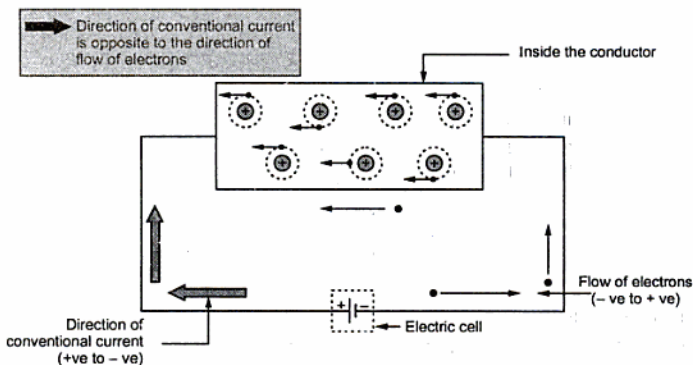 Direction of conventional current
is opposite to the direction of
flow of electrons
Inside the conductor
+ + + +
+ + +
+ –
Electric cell
Flow of electrons
(– ve to + ve)
Direction of
conventional current
(+ve to – ve)